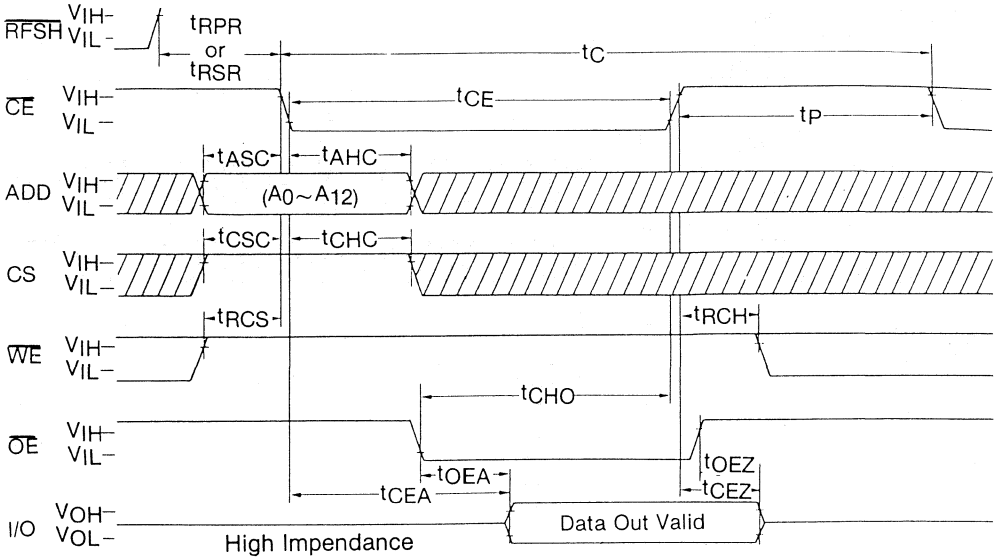 RFSH VIH VIL tRPR or tRSR tC
CE VIH VIL tCE tP
tASC tAHC
ADD VIH VIL (A0~A12)
tCSC tCHC
CS VIH VIL
tRCS tRCH
WE VIH VIL
tCHO
OE VIH VIL
tOEA tOEZ
tCEA tCEZ
I/O VOH VOL Data Out Valid
High Impendance